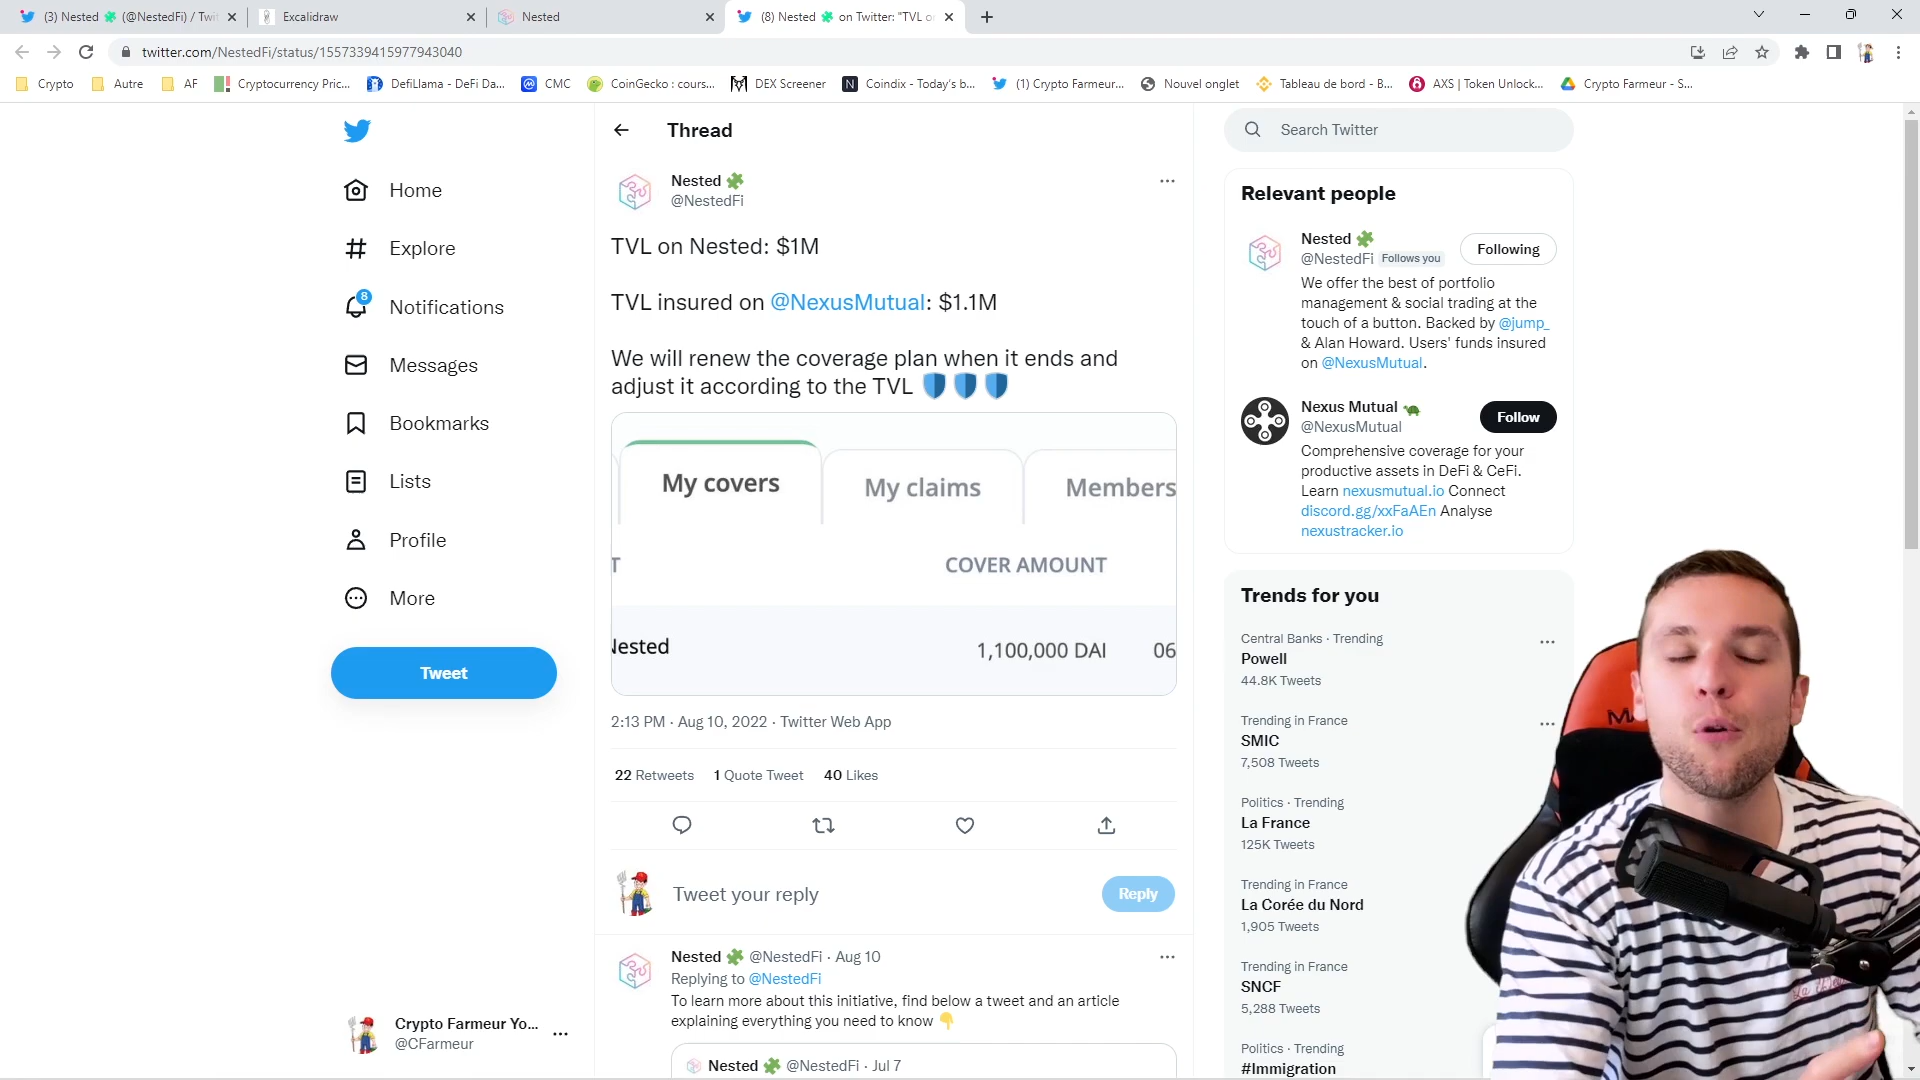 (3) Nested (@NestedFi) / Twit
Excalidraw
Nested
(8) Nested on Twitter: "TVL o
twitter.com/NestedFi/status/1557339415977943040
Crypto
Autre
AF
Cryptocurrency Pric...
DefiLlama - DeFi Da...
CMC
CoinGecko : cours...
DEX Screener
Coindix - Today's b...
(1) Crypto Farmeur...
Nouvel onglet
Tableau de bord - B...
AXS | Token Unlock...
Crypto Farmeur - S...
Home
Explore
8
Notifications
Messages
Bookmarks
Lists
Profile
More
Tweet
Crypto Farmeur Yo...
@CFarmeur
Thread
Nested
@NestedFi
TVL on Nested: $1M
TVL insured on @NexusMutual: $1.1M
We will renew the coverage plan when it ends and
adjust it according to the TVL
My covers
My claims
Members
T
COVER AMOUNT
Nested
1,100,000 DAI
06
2:13 PM · Aug 10, 2022 · Twitter Web App
22 Retweets 1 Quote Tweet 40 Likes
Tweet your reply
Reply
Nested @NestedFi · Aug 10
Replying to @NestedFi
To learn more about this initiative, find below a tweet and an article
explaining everything you need to know
Nested @NestedFi · Jul 7
Search Twitter
Relevant people
Nested
@NestedFi Follows you
Following
We offer the best of portfolio
management & social trading at the
touch of a button. Backed by @jump_
& Alan Howard. Users' funds insured
on @NexusMutual.
Nexus Mutual
@NexusMutual
Follow
Comprehensive coverage for your
productive assets in DeFi & CeFi.
Learn nexusmutual.io Connect
discord.gg/xxFaAEn Analyse
nexustracker.io
Trends for you
Central Banks · Trending
Powell
44.8K Tweets
Trending in France
SMIC
7,508 Tweets
Politics · Trending
La France
125K Tweets
Trending in France
La Corée du Nord
1,905 Tweets
Trending in France
SNCF
5,288 Tweets
Politics · Trending
#Immigration